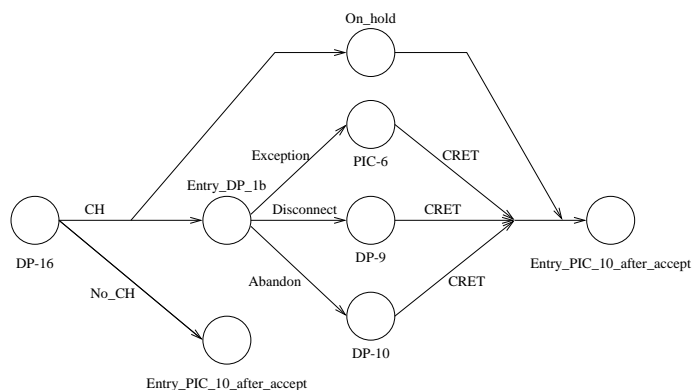 On_hold
Exception
PIC-6
CRET
Entry_DP_1b
CH
Disconnect
CRET
DP-16
DP-9
Entry_PIC_10_after_accept
Abandon
CRET
No_CH
DP-10
Entry_PIC_10_after_accept